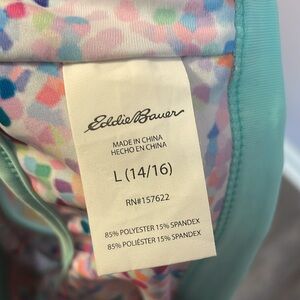 Eddie Bauer
MADE IN CHINA
HECHO EN CHINA
L (14/16)
RN#157622
85% POLYESTER 15% SPANDEX
85% POLIÉSTER 15% SPANDEX